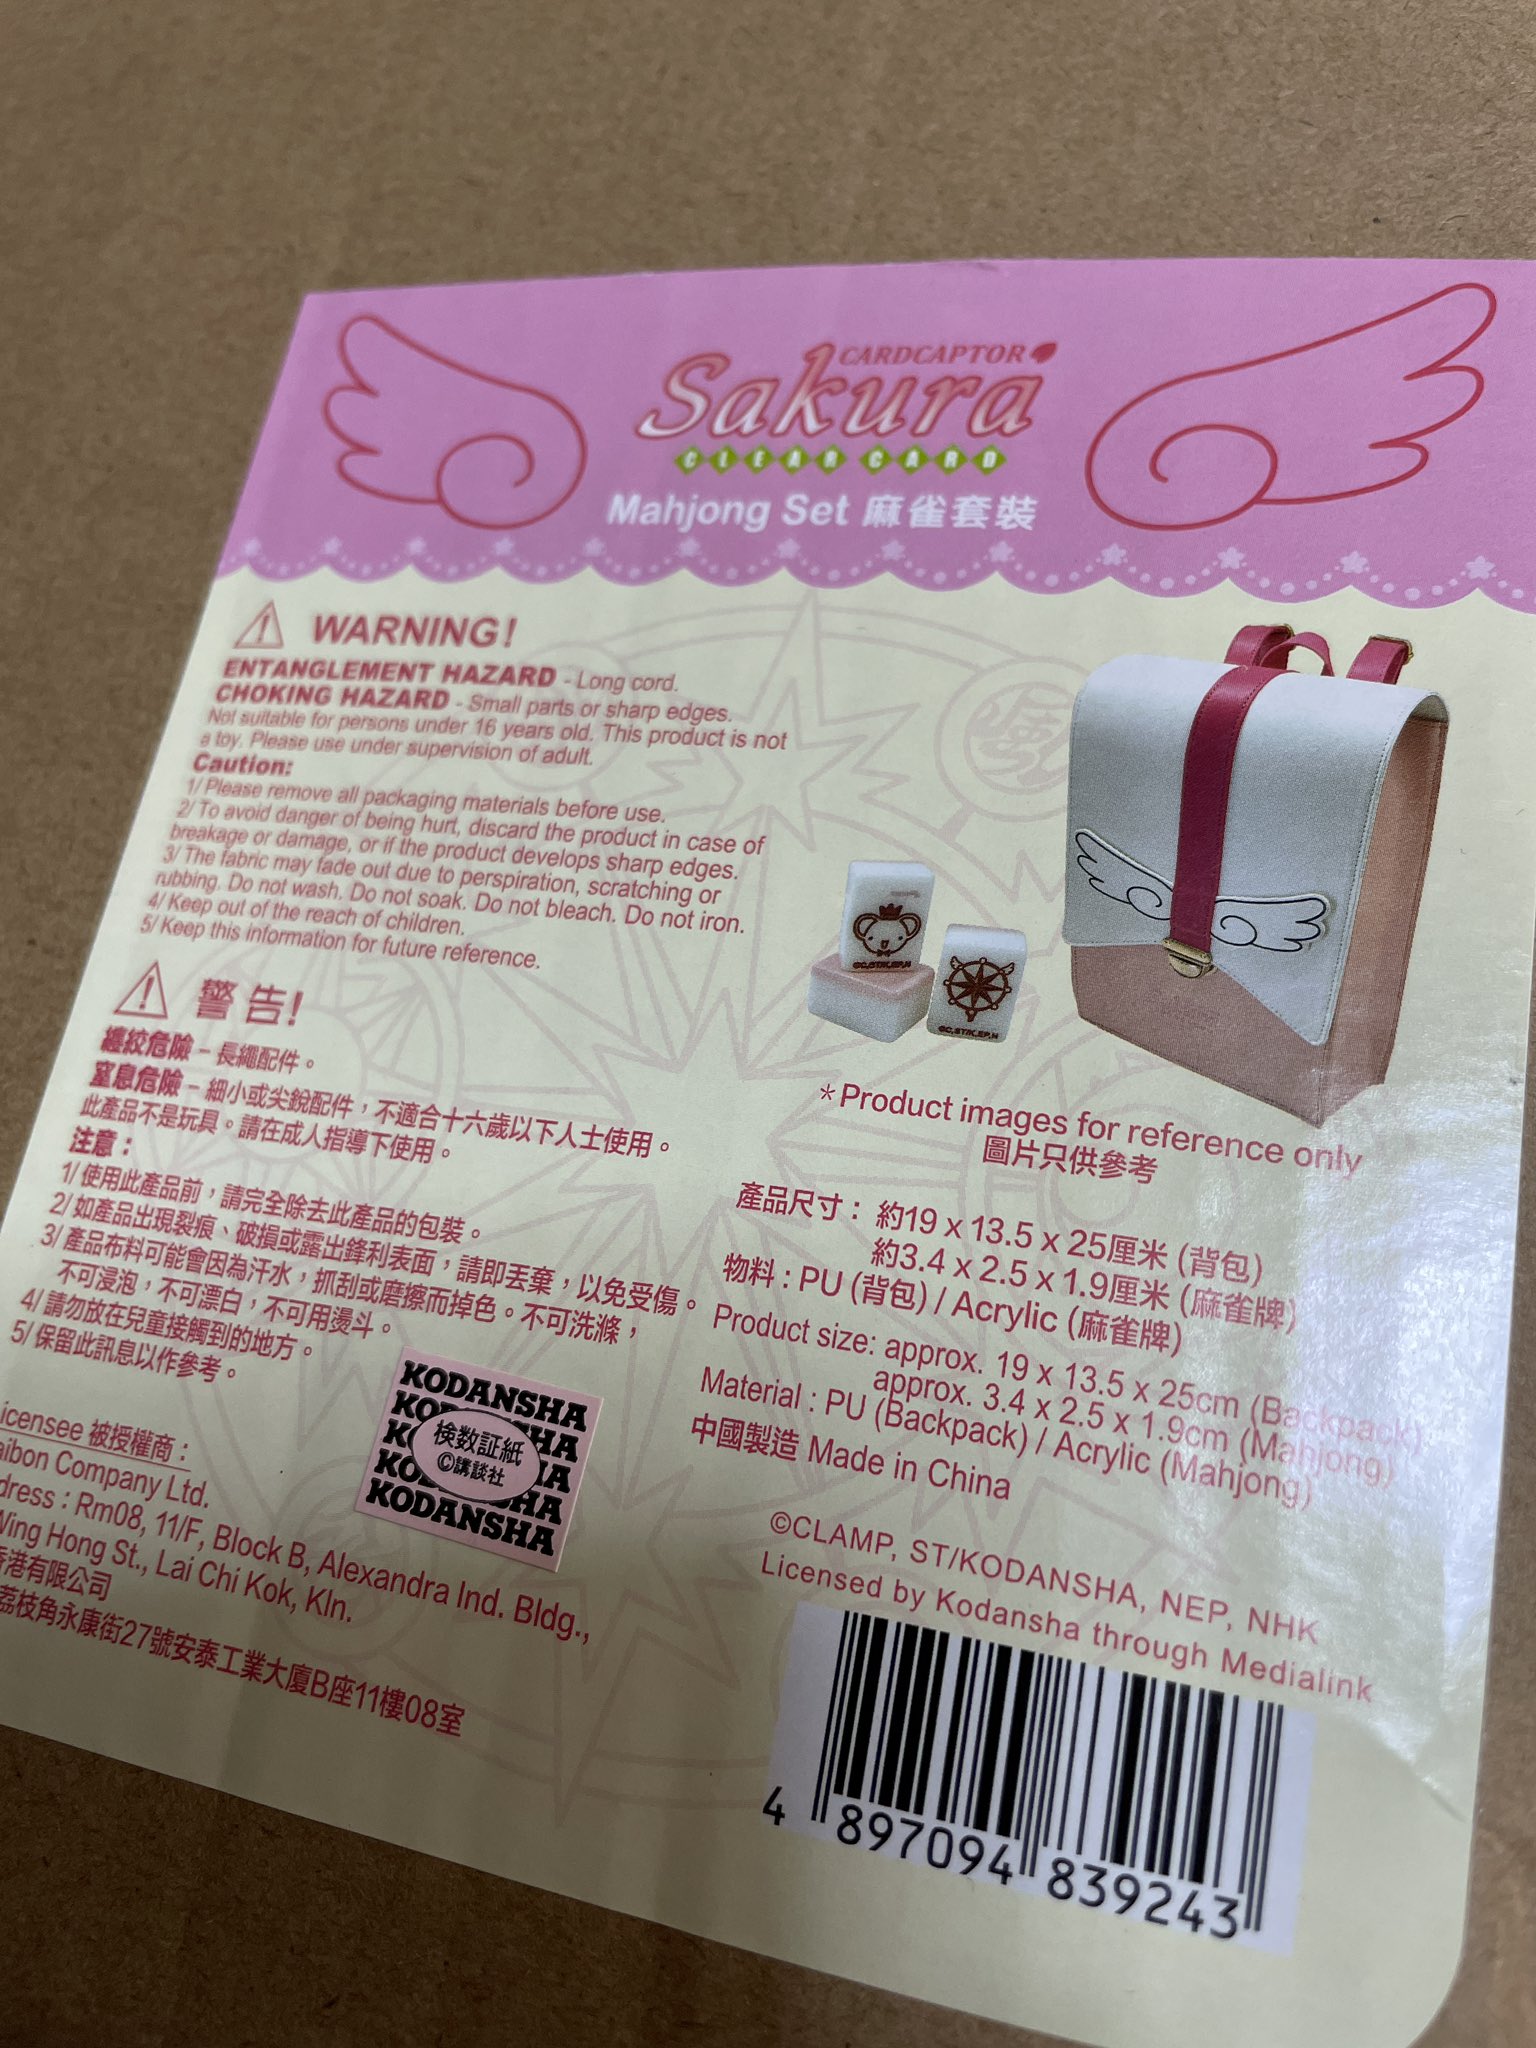 CARDCAPTOR
Sakura
CLEAR CARD
Mahjong Set 麻雀套裝
WARNING!
ENTANGLEMENT HAZARD - Long cord.
CHOKING HAZARD - Small parts or sharp edges.
Not suitable for persons under 16 years old. This product is not
a toy. Please use under supervision of adult.
Caution:
1/ Please remove all packaging materials before use.
2/ To avoid danger of being hurt, discard the product in case of
breakage or damage, or if the product develops sharp edges.
3/ The fabric may fade out due to perspiration, scratching or
rubbing. Do not wash. Do not soak. Do not bleach. Do not iron.
4/ Keep out of the reach of children.
5/ Keep this information for future reference.
警告!
纏絞危險 - 長繩配件。
窒息危險 - 細小或尖銳配件，不適合十六歲以下人士使用。
此產品不是玩具。請在成人指導下使用。
注意：
1/ 使用此產品前，請完全除去此產品的包裝。
2/ 如產品出現裂痕、破損或露出鋒利表面，請即丟棄，以免受傷。
3/ 產品布料可能會因為汗水，抓刮或磨擦而掉色。不可洗滌，
不可浸泡，不可漂白，不可用燙斗。
4/ 請勿放在兒童接觸到的地方。
5/ 保留此訊息以作參考。
icensee 被授權商：
aibon Company Ltd.
dress : Rm08, 11/F, Block B, Alexandra Ind. Bldg.,
Wing Hong St., Lai Chi Kok, Kln.
香港有限公司
荔枝角永康街27號安泰工業大廈B座11樓08室
KODANSHA
KODANSHA
検数証紙
©講談社
*Product images for reference only
圖片只供參考
產品尺寸： 約19 x 13.5 x 25厘米 (背包)
約3.4 x 2.5 x 1.9厘米 (麻雀牌)
物料 : PU (背包) / Acrylic (麻雀牌)
Product size: approx. 19 x 13.5 x 25cm (Backpack)
approx. 3.4 x 2.5 x 1.9cm (Mahjong)
Material : PU (Backpack) / Acrylic (Mahjong)
中國製造 Made in China
©CLAMP, ST/KODANSHA, NEP, NHK
Licensed by Kodansha through Medialink
4 897094 839243